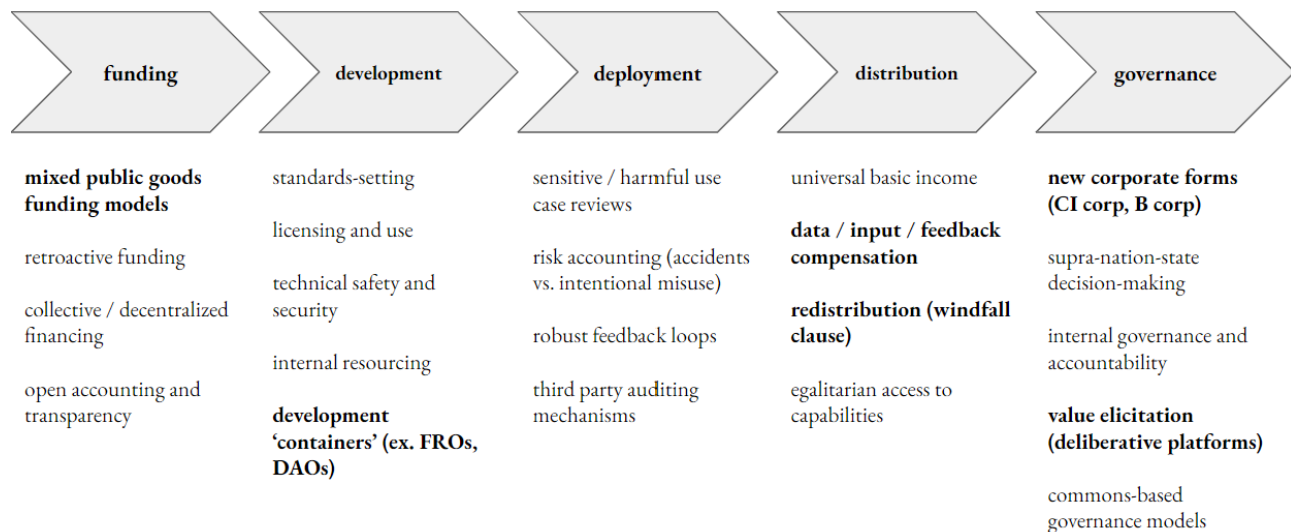 funding
development
deployment
distribution
governance
mixed public goods
funding models
retroactive funding
collective / decentralized
financing
open accounting and
transparency
standards-setting
licensing and use
technical safety and
security
internal resourcing
development
‘containers’ (ex. FROs,
DAOs)
sensitive / harmful use
case reviews
risk accounting (accidents
vs. intentional misuse)
robust feedback loops
third party auditing
mechanisms
universal basic income
data / input / feedback
compensation
redistribution (windfall
clause)
egalitarian access to
capabilities
new corporate forms
(CI corp, B corp)
supra-nation-state
decision-making
internal governance and
accountability
value elicitation
(deliberative platforms)
commons-based
governance models